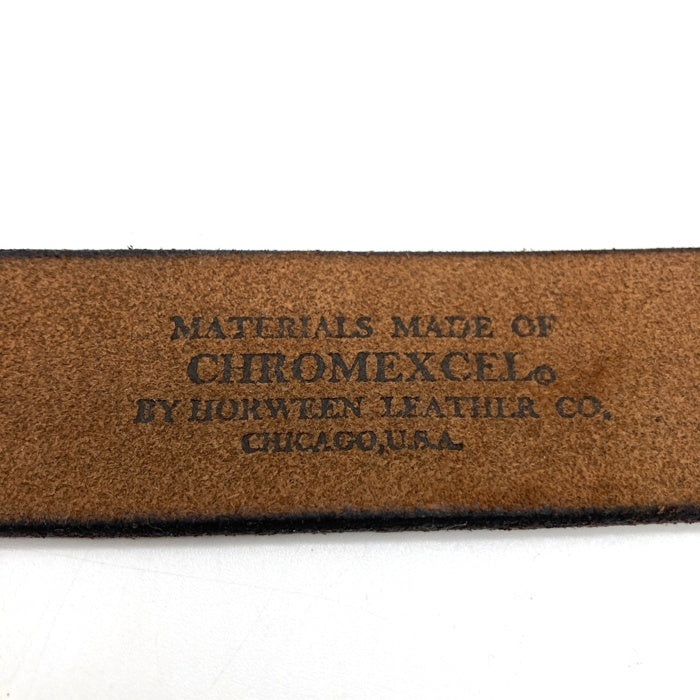 MATERIALS MADE OF
CHROMEXCEL©
BY HORWEEN LEATHER CO.
CHICAGO,U.S.A.